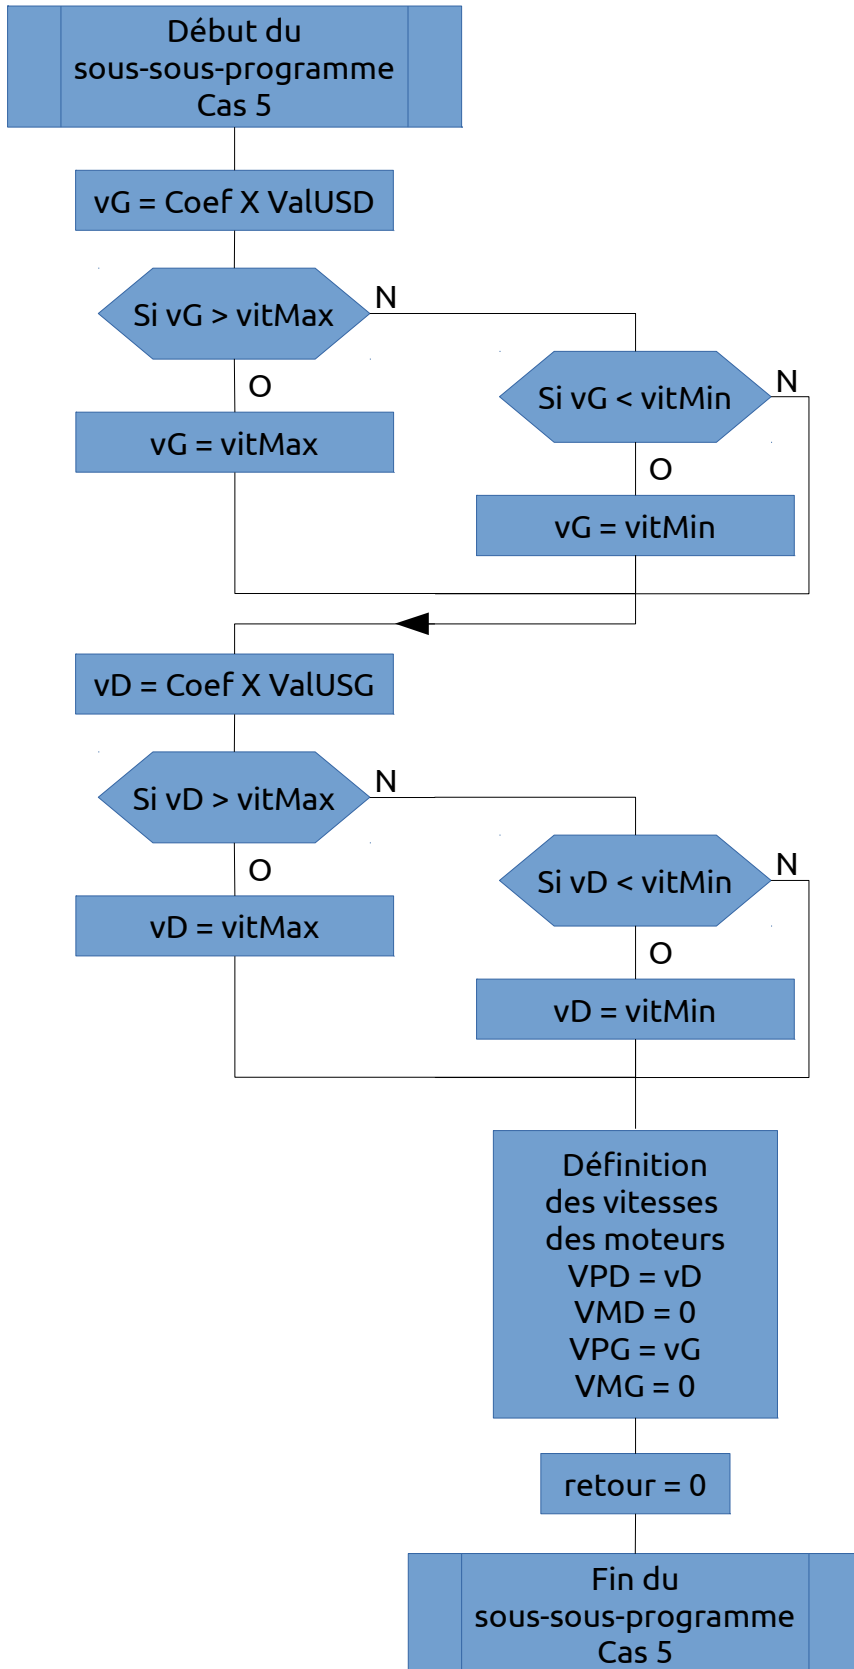 Début du
sous-sous-programme
Cas 5
vG = Coef X ValUSD
Si vG > vitMax
N
O
Si vG < vitMin
N
vG = vitMax
O
vG = vitMin
vD = Coef X ValUSG
Si vD > vitMax
N
O
Si vD < vitMin
N
vD = vitMax
O
vD = vitMin
Définition
des vitesses
des moteurs
VPD = vD
VMD = 0
VPG = vG
VMG = 0
retour = 0
Fin du
sous-sous-programme
Cas 5